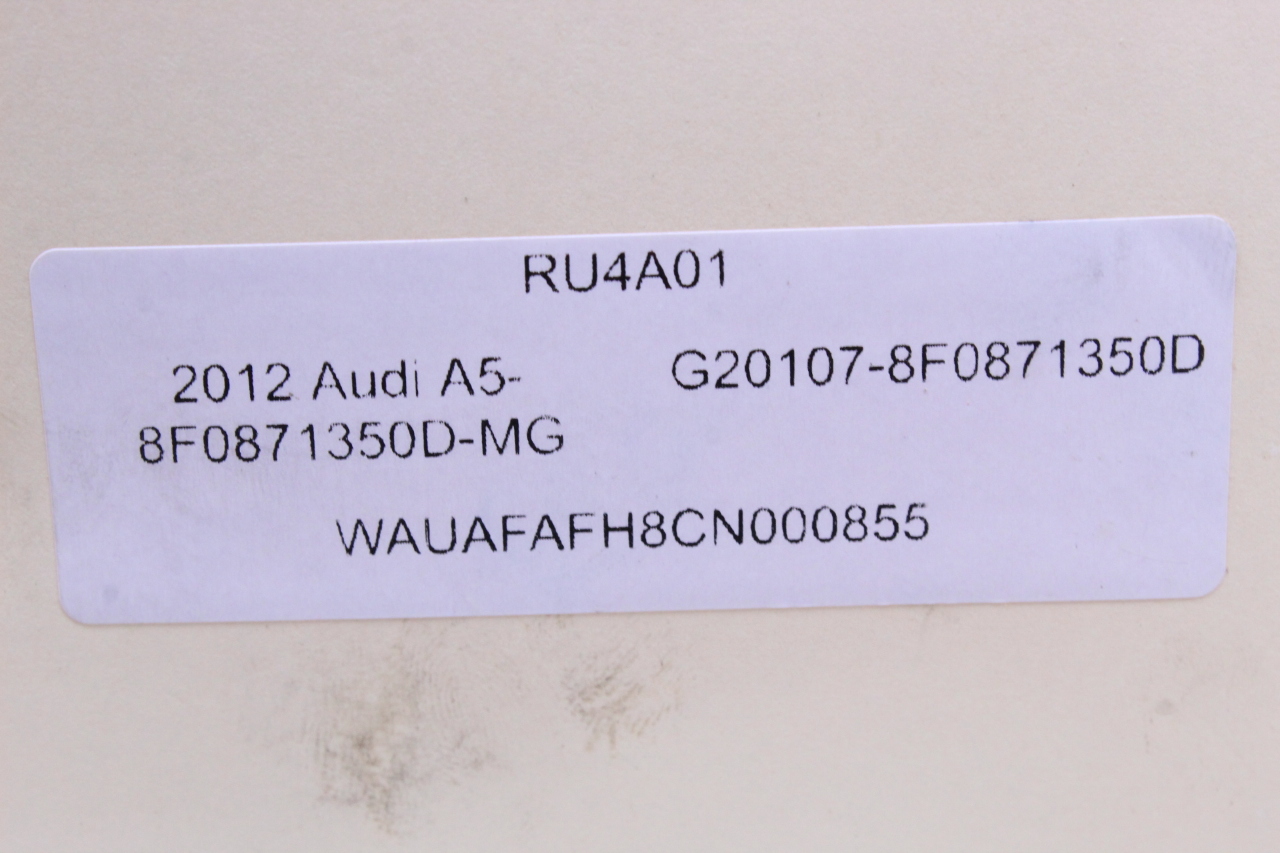 RU4A01
2012 Audi A5- G20107-8F0871350D
8F0871350D-MG
WAUAFAFH8CN000855